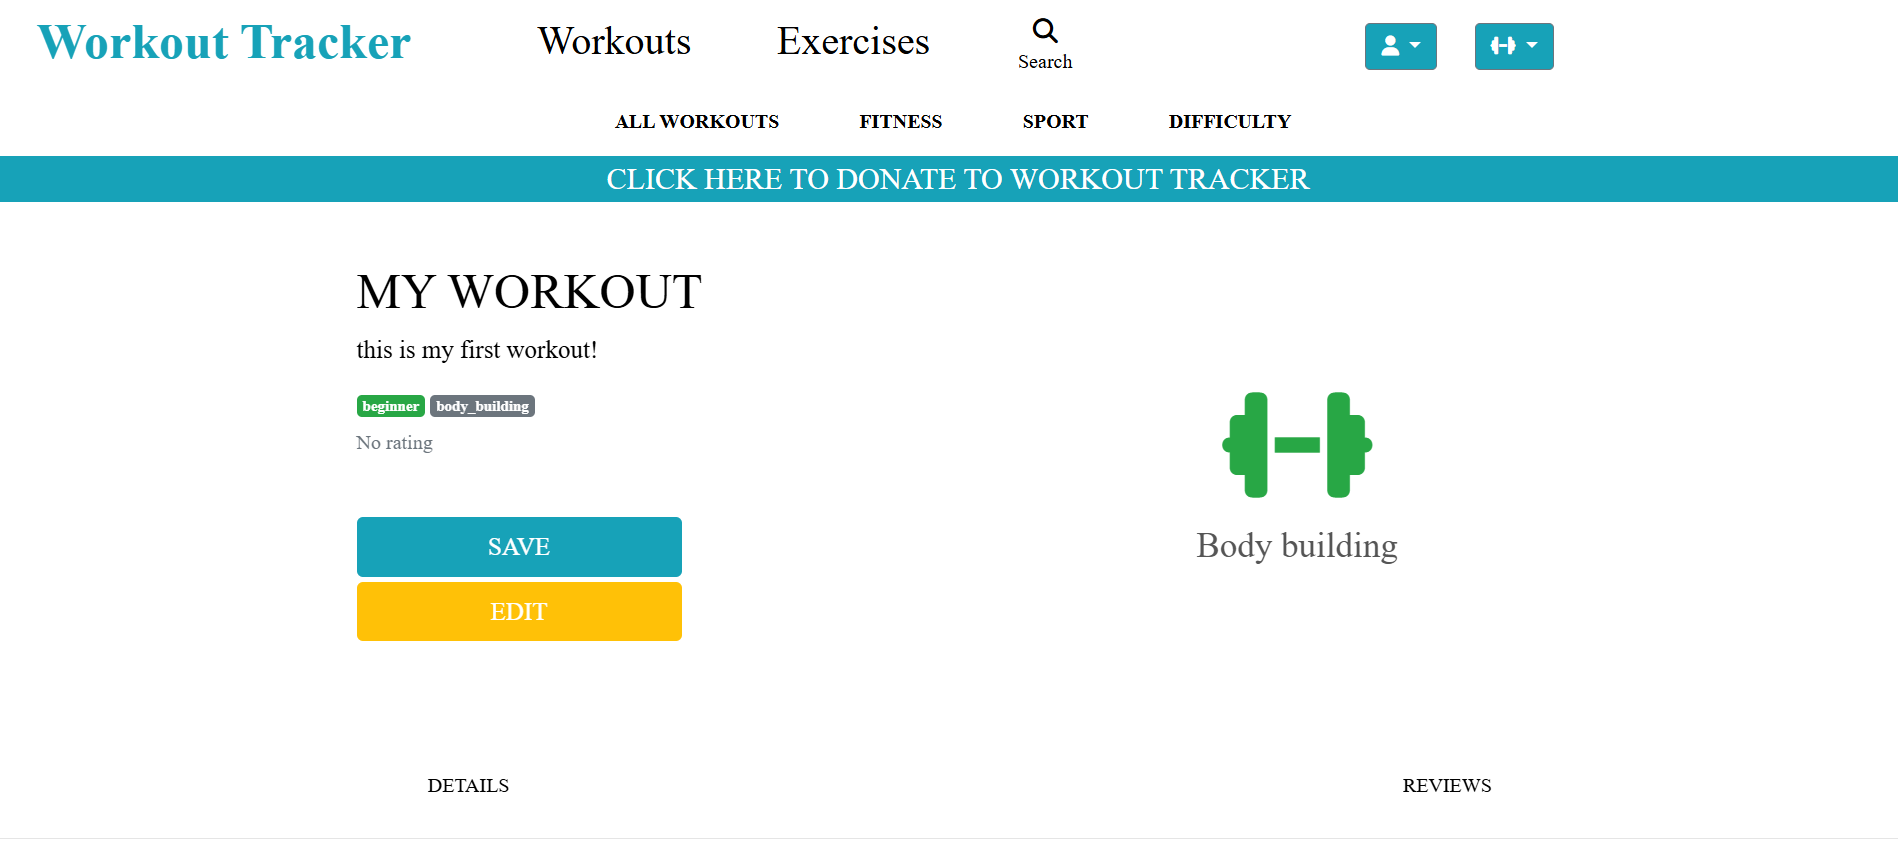 Workout Tracker
Workouts
Exercises
Search
ALL WORKOUTS
FITNESS
SPORT
DIFFICULTY
CLICK HERE TO DONATE TO WORKOUT TRACKER
MY WORKOUT
this is my first workout!
beginner body_building
No rating
SAVE
EDIT
Body building
DETAILS
REVIEWS